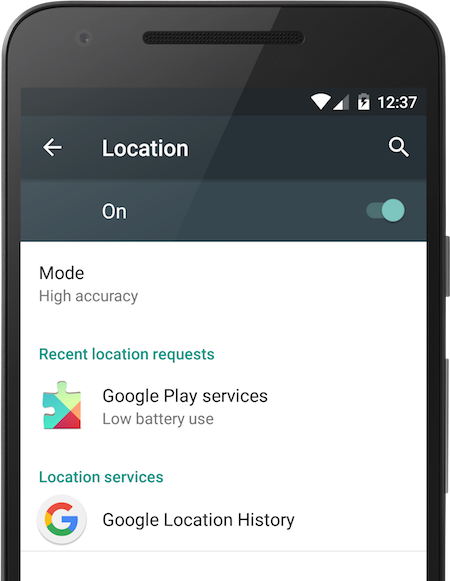 12:37
Location
On
Mode
High accuracy
Recent location requests
Google Play services
Low battery use
Location services
Google Location History